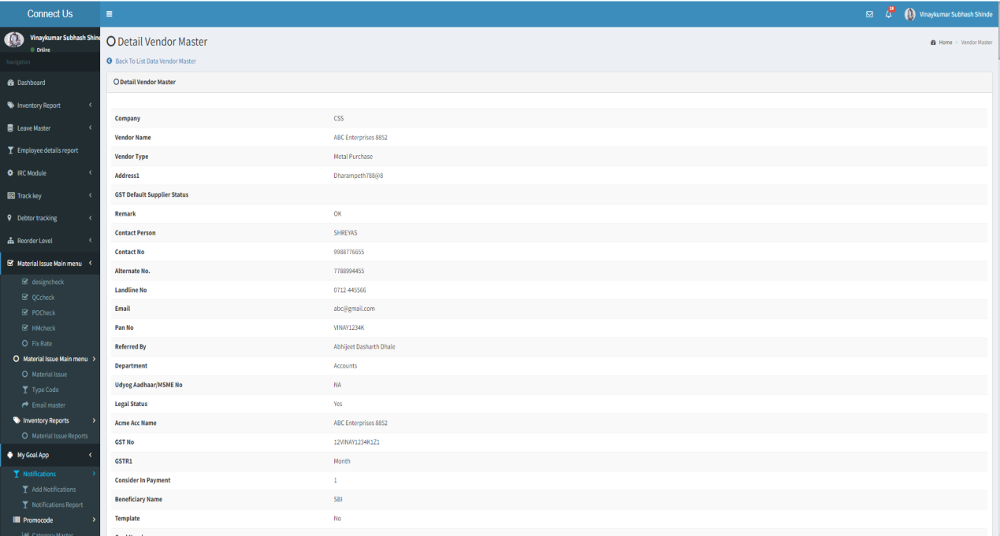 Connect Us
38
Vinaykumar Subhash Shinde
Vinaykumar Subhash Shind
Online
Navigation
Dashboard
Inventory Report
Leave Master
Employee details report
IRC Module
Track key
Debtor tracking
Reorder Level
Material Issue Main menu
designcheck
QCcheck
POCheck
HMcheck
Fix Rate
Material Issue Main menu
Material Issue
Type Code
Email master
Inventory Reports
Material Issue Reports
My Goal App
Notifications
Add Notifications
Notifications Report
Promocode
Category Master
Detail Vendor Master
Home > Vendor Master
Back To List Data Vendor Master
Detail Vendor Master
Company CSS
Vendor Name ABC Enterprises 8852
Vendor Type Metal Purchase
Address1 Dharampeth788@8
GST Default Supplier Status
Remark OK
Contact Person SHREYAS
Contact No 9988776655
Alternate No. 7788994455
Landline No 0712-445566
Email abc@gmail.com
Pan No VINAY1234K
Referred By Abhijeet Dasharth Dhale
Department Accounts
Udyog Aadhaar/MSME No NA
Legal Status Yes
Acme Acc Name ABC Enterprises 8852
GST No 12VINAY1234K1Z1
GSTR1 Month
Consider In Payment 1
Beneficiary Name SBI
Template No